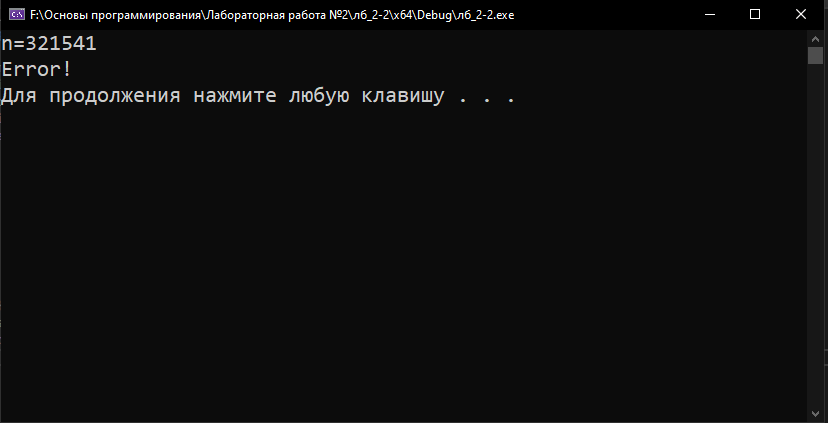 F:\Основы программирования\Лабораторная работа №2\лб_2-2\x64\Debug\лб_2-2.exe
n=321541
Error!
Для продолжения нажмите любую клавишу . . .